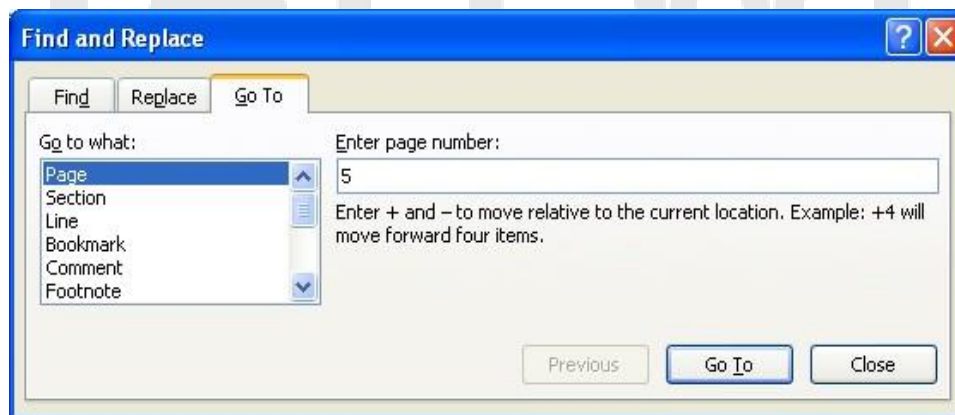 Find and Replace
Find Replace Go To
Go to what:
Page
Section
Line
Bookmark
Comment
Footnote
Enter page number:
5
Enter + and – to move relative to the current location. Example: +4 will
move forward four items.
Previous Go To Close